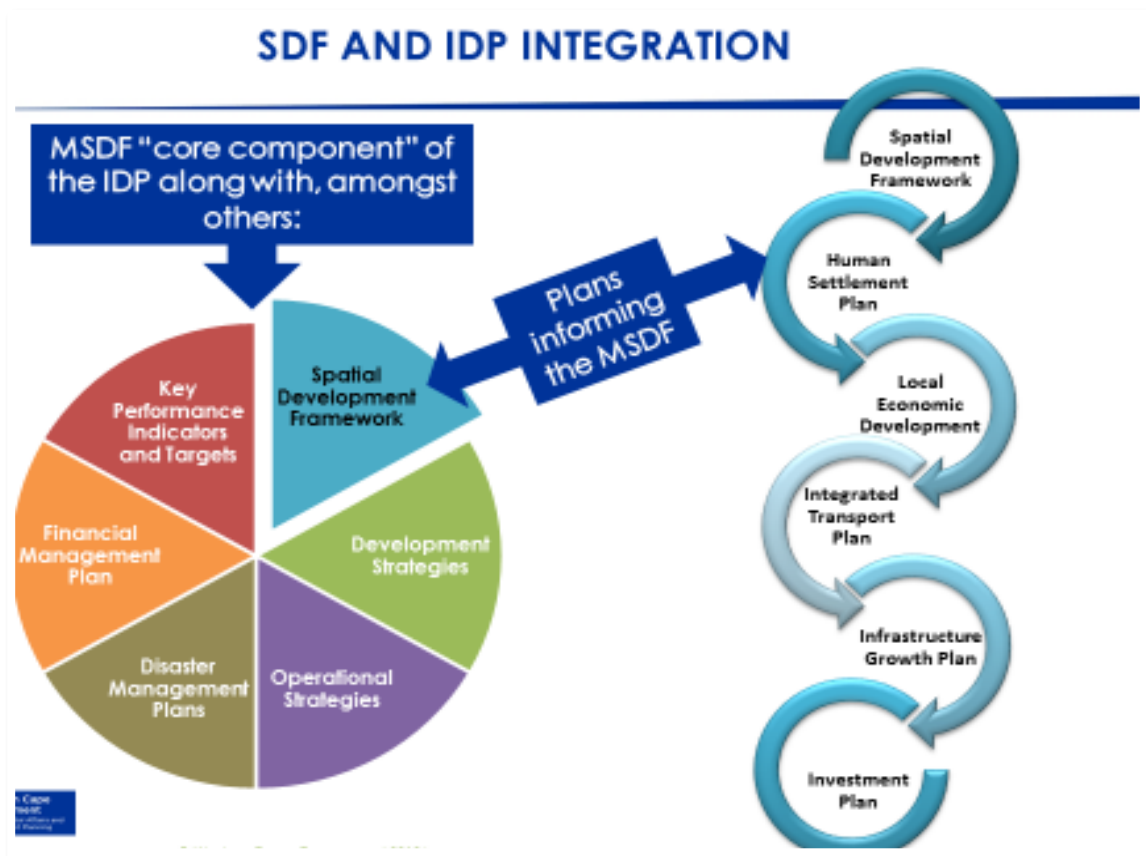 SDF AND IDP INTEGRATION
MSDF “core component” of
the IDP along with, amongst
others:
Plans
informing
the MSDF
Spatial
Development
Framework
Key
Performance
Indicators
and Targets
Financial
Management
Plan
Development
Strategies
Disaster
Management
Plans
Operational
Strategies
Spatial
Development
Framework
Human
Settlement
Plan
Local
Economic
Development
Integrated
Transport
Plan
Infrastructure
Growth Plan
Investment
Plan
Cape